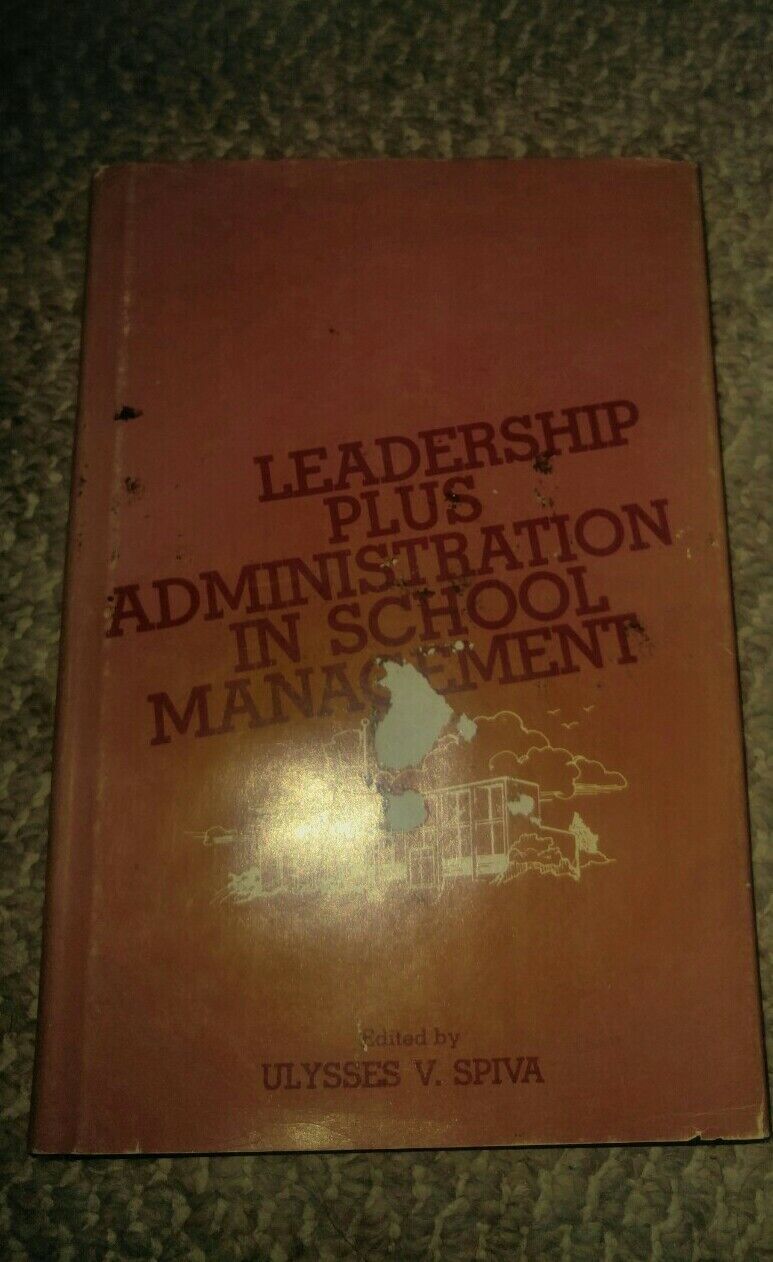 LEADERSHIP
PLUS
ADMINISTRATION
IN SCHOOL
MANAGEMENT
Edited by
ULYSSES V. SPIVA